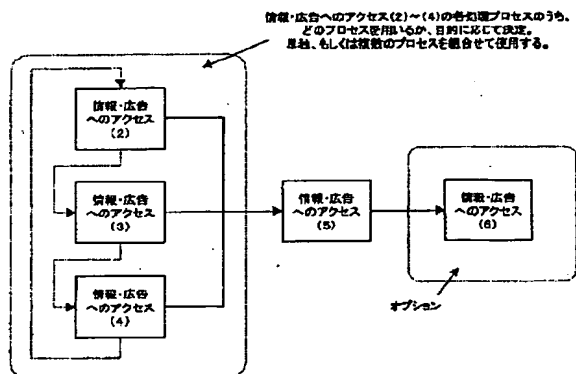 情報・広告へのアクセス(2)～(4)の各処理プロセスのうち、
どのプロセスを用いるか、目的に応じて決定。
単独、もしくは複数のプロセスを組合せて使用する。
情報・広告
へのアクセス
(2)
情報・広告
へのアクセス
(3)
情報・広告
へのアクセス
(4)
情報・広告
へのアクセス
(5)
情報・広告
へのアクセス
(6)
オプション